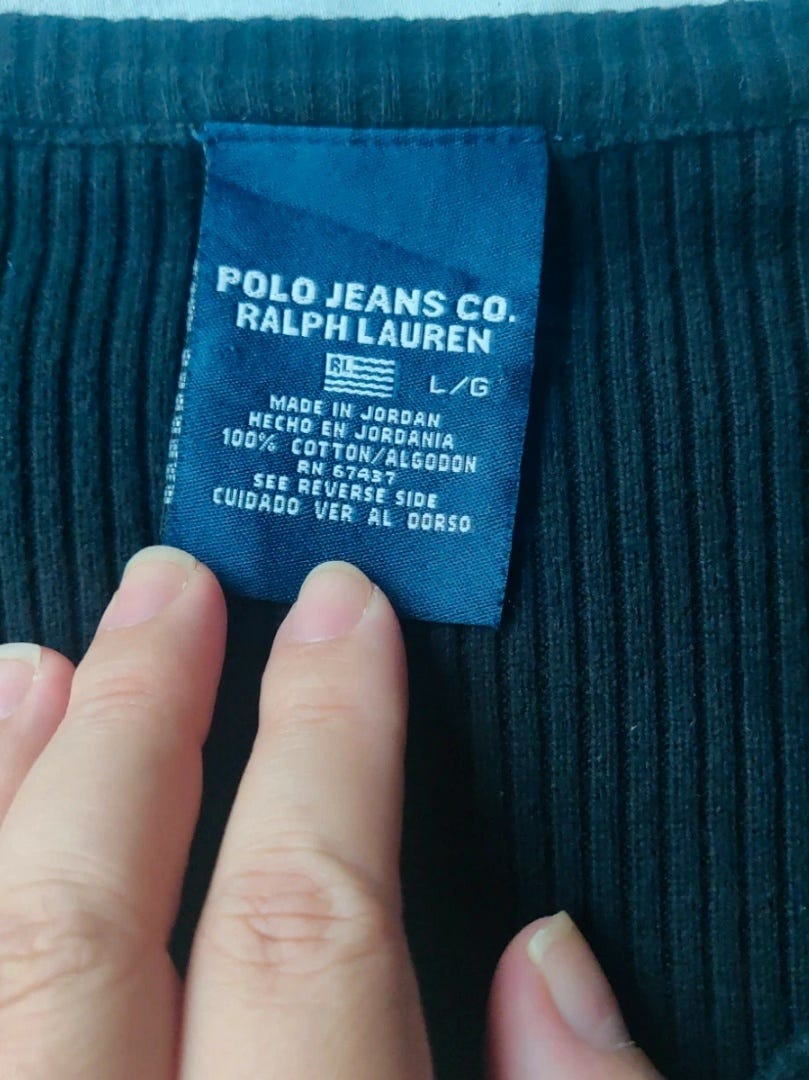 POLO JEANS CO.
RALPH LAUREN
RL
L/G
MADE IN JORDAN
HECHO EN JORDANIA
100% COTTON/ALGODON
RN 67437
SEE REVERSE SIDE
CUIDADO VER AL DORSO